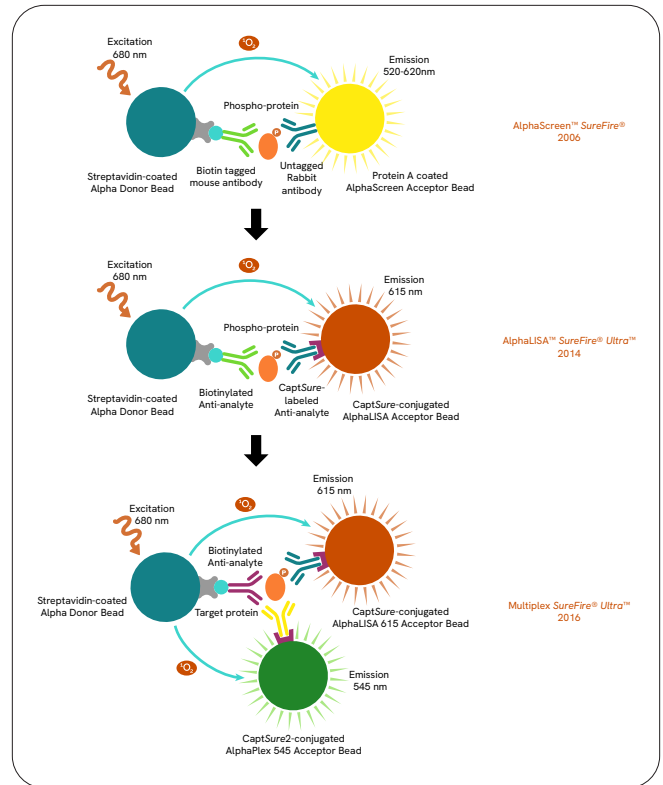 Excitation
680 nm
¹O₂
Emission
520-620nm
Phospho-protein
P
Streptavidin-coated
Alpha Donor Bead
Biotin tagged
mouse antibody
Untagged
Rabbit
antibody
Protein A coated
AlphaScreen Acceptor Bead
AlphaScreen™ SureFire®
2006
Excitation
680 nm
¹O₂
Emission
615 nm
Phospho-protein
P
Streptavidin-coated
Alpha Donor Bead
Biotinylated
Anti-analyte
CaptSure-
labeled
Anti-analyte
CaptSure-conjugated
AlphaLISA Acceptor Bead
AlphaLISA™ SureFire® Ultra™
2014
Excitation
680 nm
¹O₂
Emission
615 nm
Biotinylated
Anti-analyte
P
Streptavidin-coated
Alpha Donor Bead
Target protein
CaptSure-conjugated
AlphaLISA 615 Acceptor Bead
¹O₂
Emission
545 nm
CaptSure2-conjugated
AlphaPlex 545 Acceptor Bead
Multiplex SureFire® Ultra™
2016